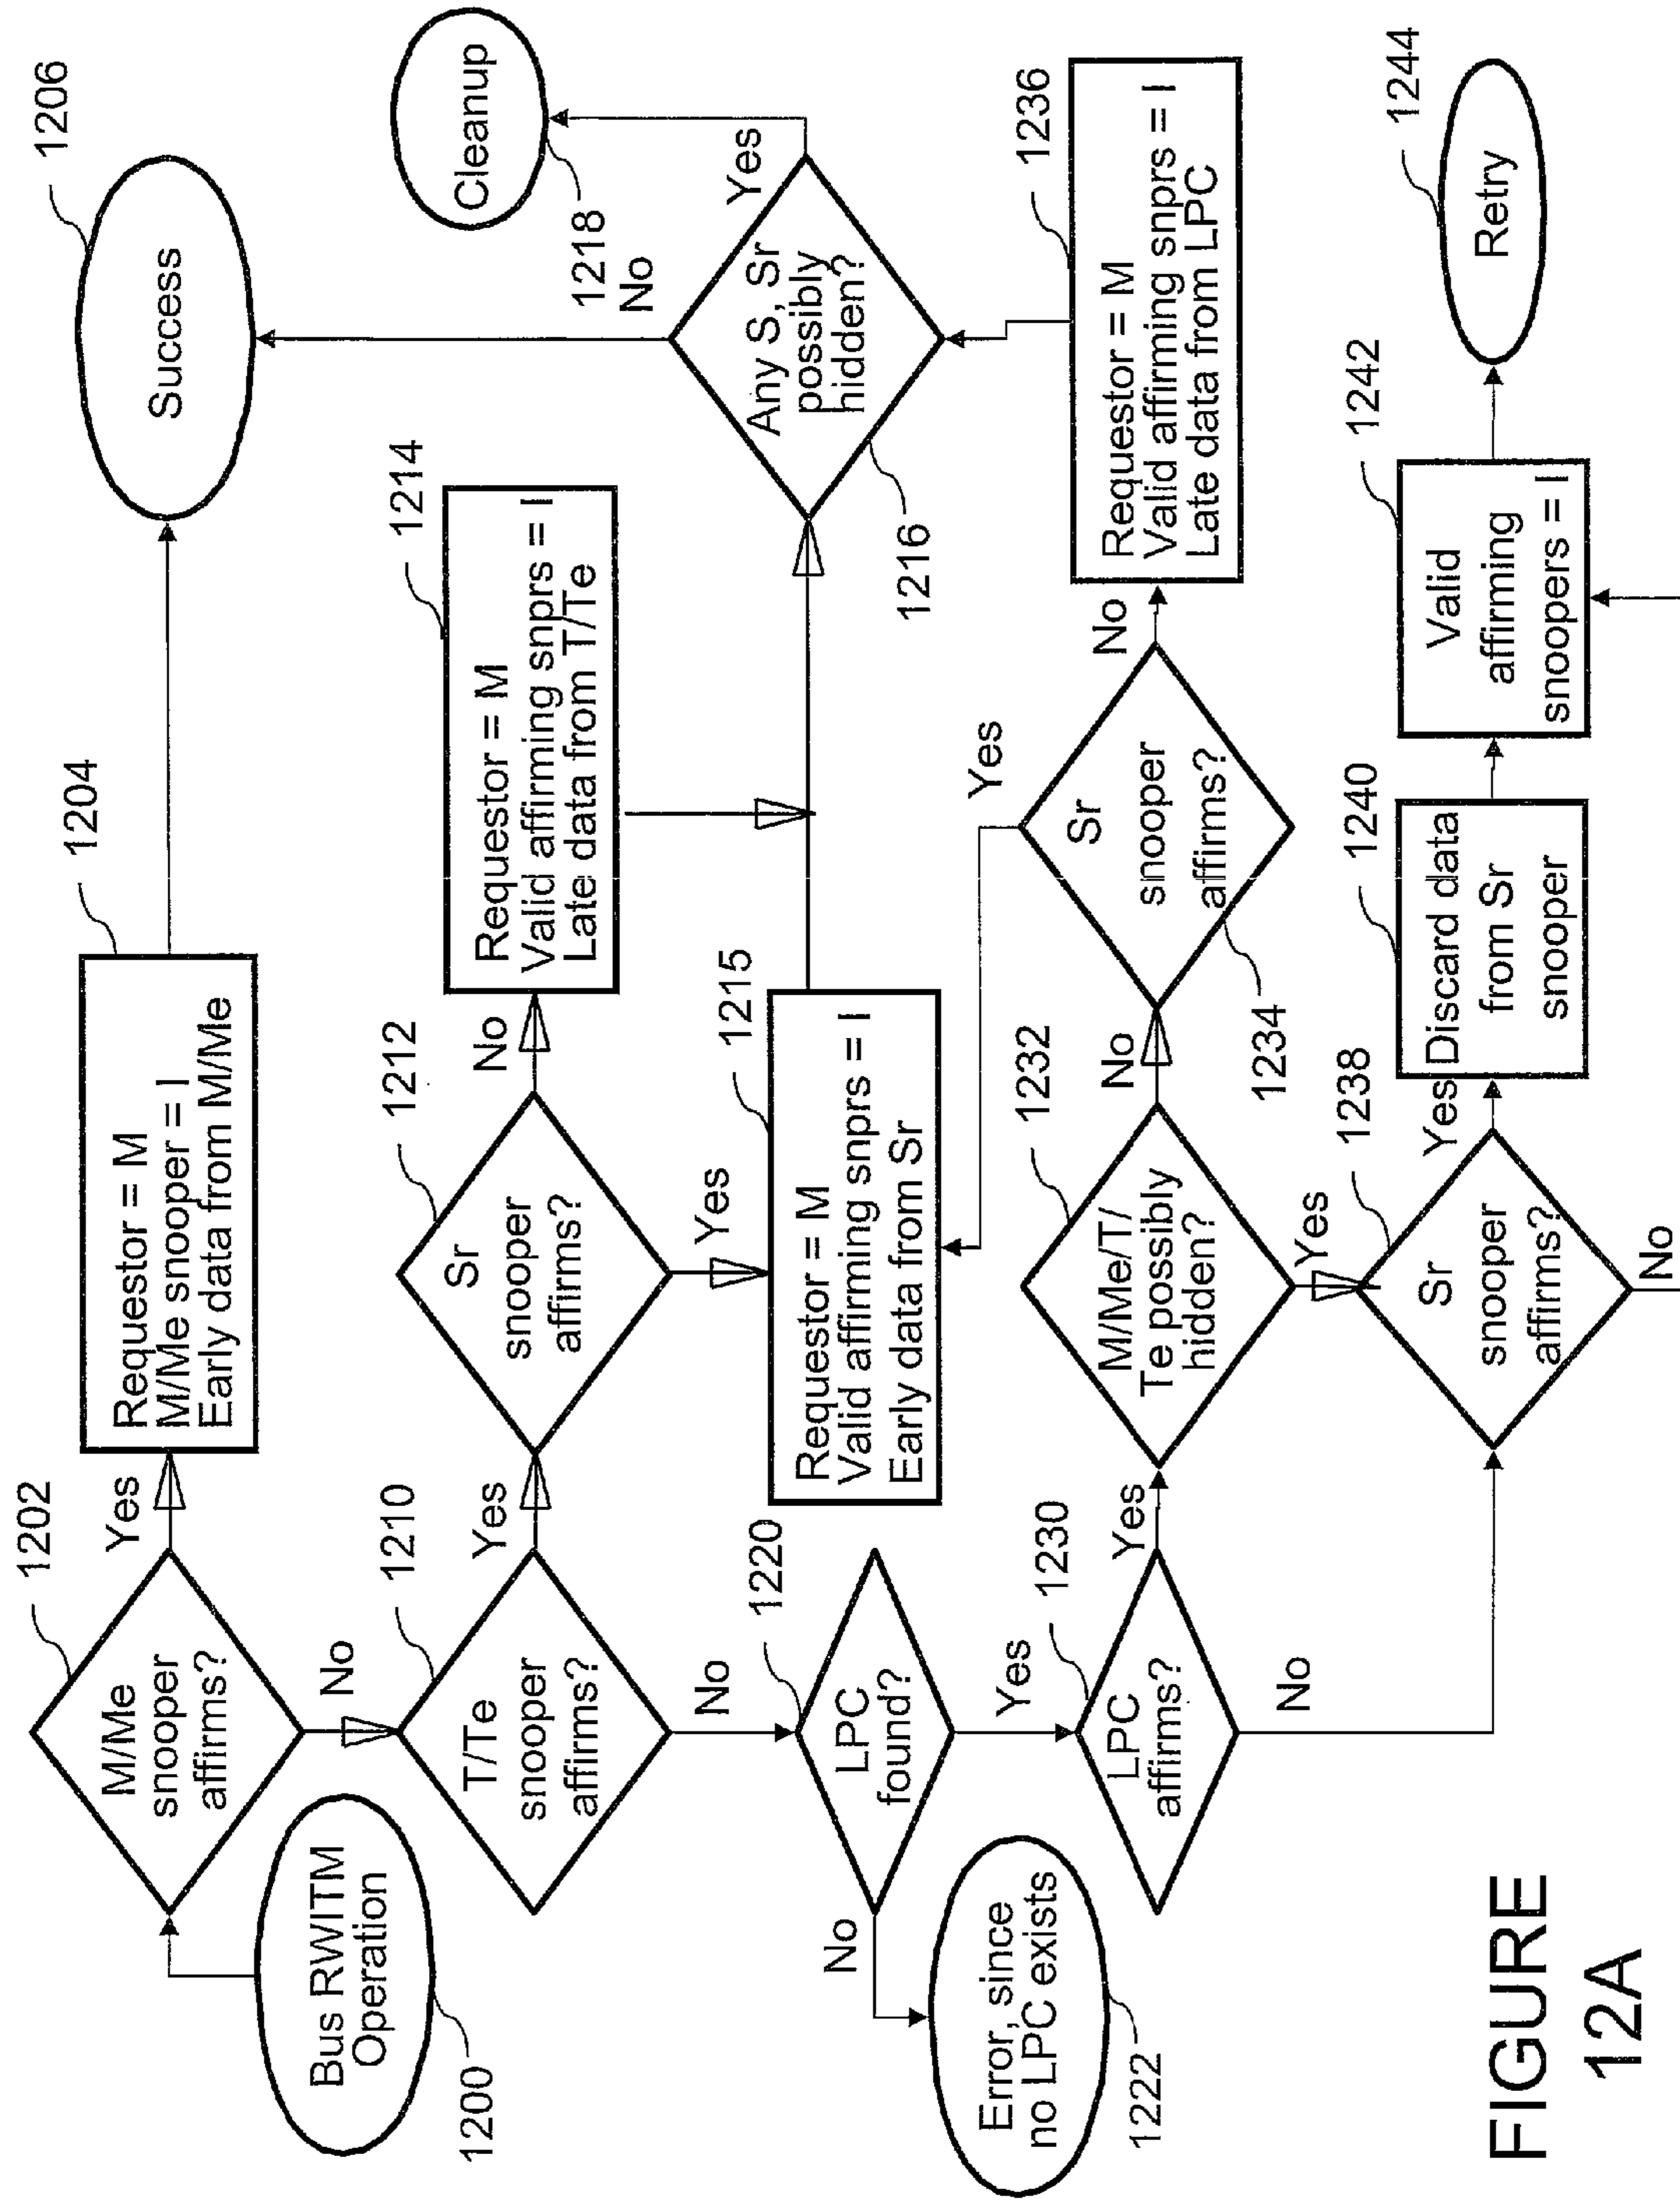 1200
Bus RWITM
Operation
1202
M/Me
snooper
affirms?
Yes
No
1204
Requestor = M
M/Me snooper = I
Early data from M/Me
1206
Success
1210
T/Te
snooper
affirms?
Yes
No
1212
Sr
snooper
affirms?
No
Yes
1214
Requestor = M
Valid affirming snprs = I
Late data from T/Te
1215
Requestor = M
Valid affirming snprs = I
Early data from Sr
1216
Any S, Sr
possibly
hidden?
No
Yes
1218
Cleanup
1220
LPC
found?
No
Yes
1222
Error, since
no LPC exists
1230
LPC
affirms?
Yes
No
1232
M/Me/T/
Te possibly
hidden?
No
Yes
1234
Sr
snooper
affirms?
Yes
No
1236
Requestor = M
Valid affirming snprs = I
Late data from LPC
1238
Sr
snooper
affirms?
Yes
No
1240
Discard data
from Sr
snooper
1242
Valid
affirming
snoopers = I
1244
Retry
FIGURE
12A